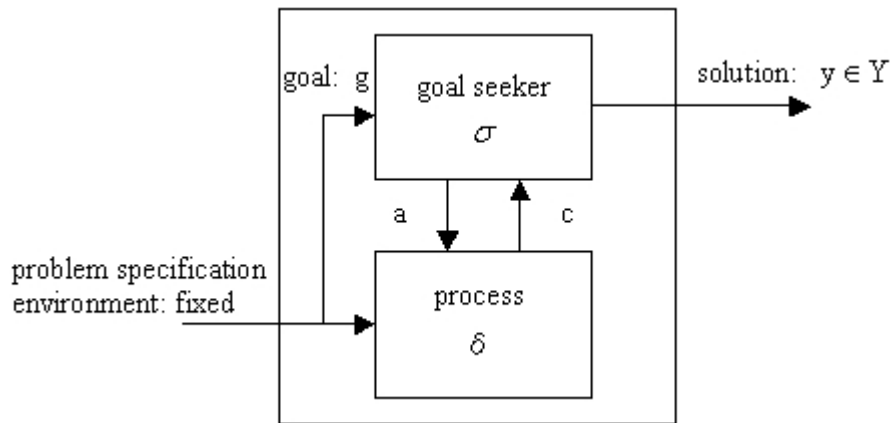 goal: g
goal seeker
σ
solution: y ∈ Y
a
c
problem specification
environment: fixed
process
δ